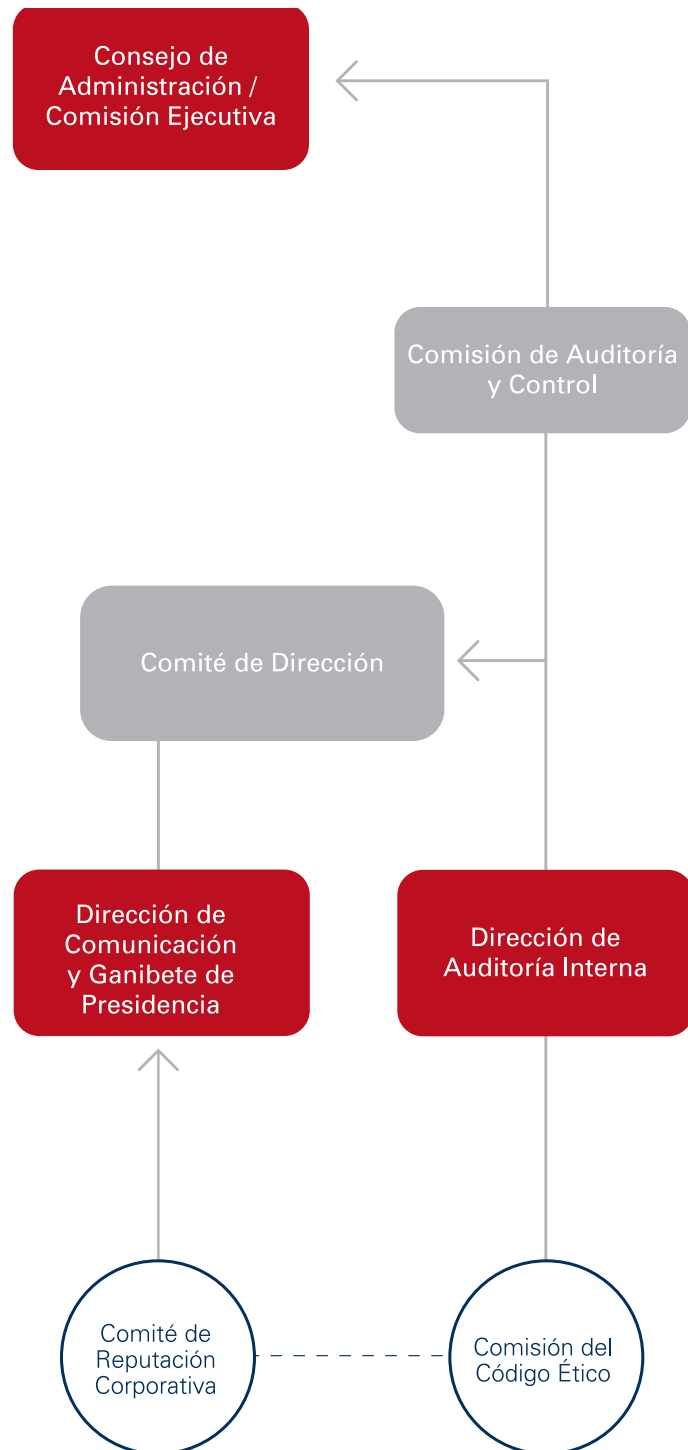 Consejo de
Administración /
Comisión Ejecutiva
Comisión de Auditoría
y Control
Comité de Dirección
Dirección de
Comunicación
y Ganibete de
Presidencia
Dirección de
Auditoría Interna
Comité de
Reputación
Corporativa
Comisión del
Código Ético